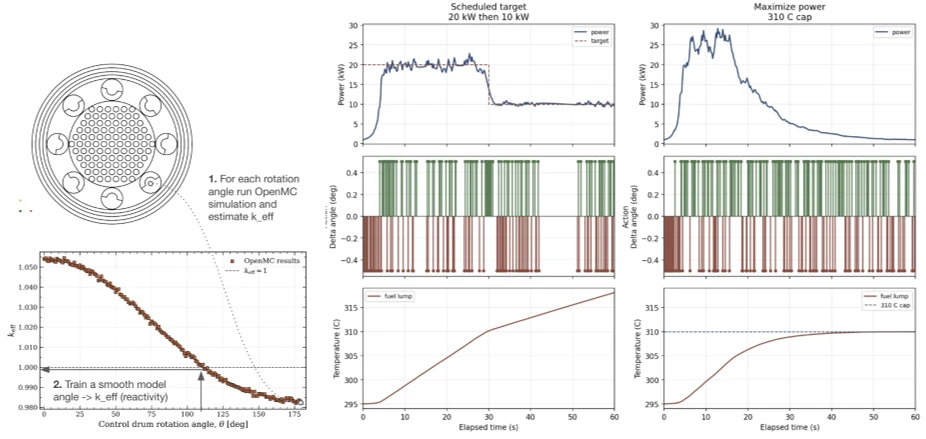 1. For each rotation
angle run OpenMC
simulation and
estimate k_eff
OpenMC results
k_eff = 1
1.050
1.040
1.030
1.020
1.010
1.000
0.990
0.980
k_eff
2. Train a smooth model
angle -> k_eff (reactivity)
0 25 50 75 100 125 150 175
Control drum rotation angle, θ [deg]
Scheduled target
20 kW then 10 kW
power
target
30
25
20
15
10
5
0
Power (kW)
0.4
0.2
0.0
−0.2
−0.4
Delta angle (deg)
fuel lump
315
310
305
300
295
Temperature (C)
0 10 20 30 40 50 60
Elapsed time (s)
Maximize power
310 C cap
power
30
25
20
15
10
5
0
Power (kW)
0.4
0.2
0.0
−0.2
−0.4
Action
Delta angle (deg)
fuel lump
310 C cap
315
310
305
300
295
Temperature (C)
0 10 20 30 40 50 60
Elapsed time (s)